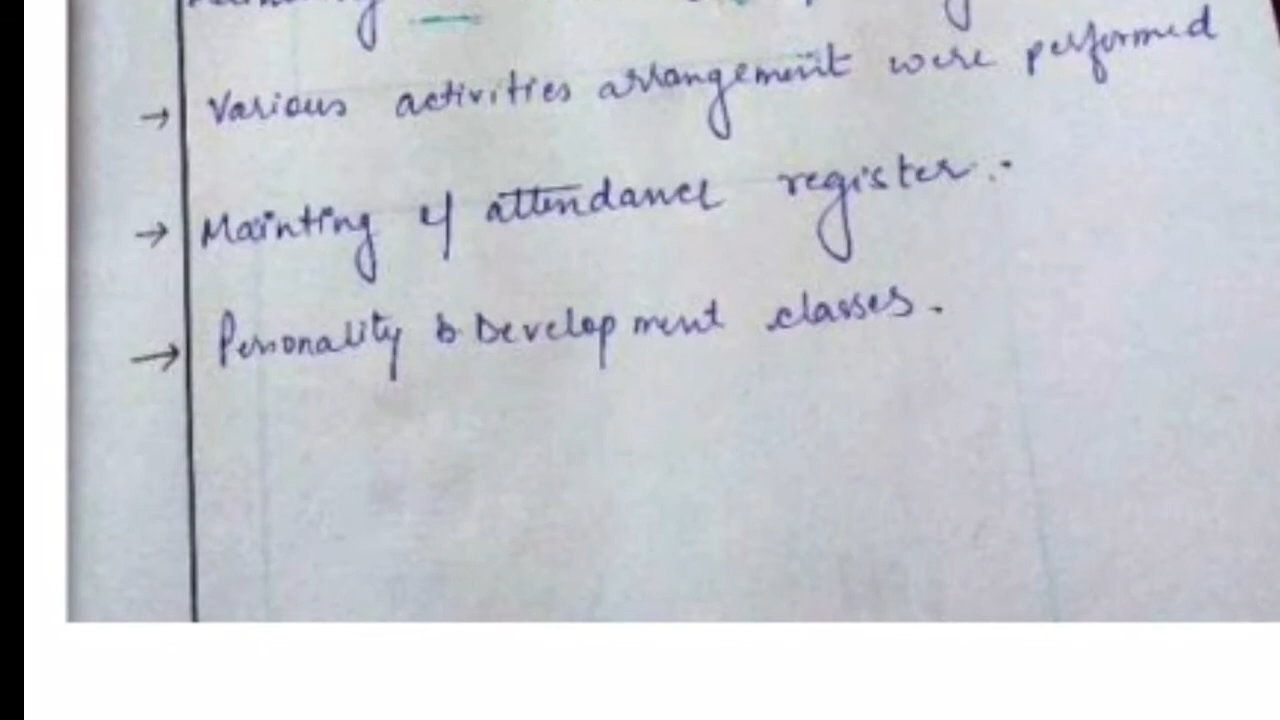 → Various activities arrangement were performed
→ Mainting of attendance register..
→ Personality & Development classes.